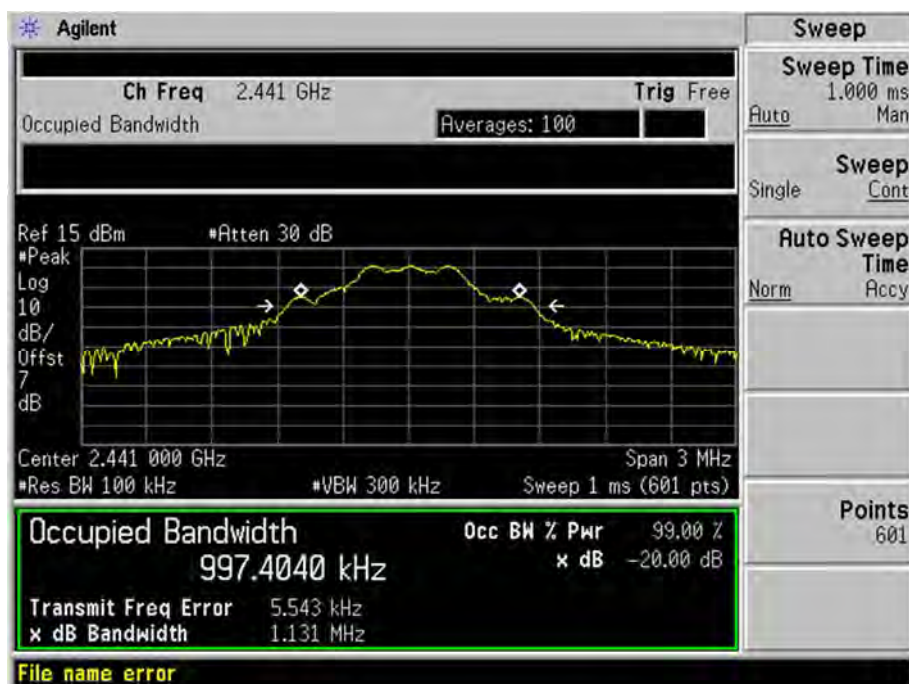 Agilent
Ch Freq 2.441 GHz Trig Free
Occupied Bandwidth Averages: 100
Ref 15 dBm #Atten 30 dB
#Peak
Log
10
dB/
Offst
7
dB
Center 2.441 000 GHz Span 3 MHz
#Res BW 100 kHz #VBW 300 kHz Sweep 1 ms (601 pts)
Occupied Bandwidth Occ BW % Pwr 99.00 %
997.4040 kHz x dB -20.00 dB
Transmit Freq Error 5.543 kHz
x dB Bandwidth 1.131 MHz
File name error
Sweep
Sweep Time
1.000 ms
Auto Man
Sweep
Single Cont
Auto Sweep
Time
Norm Accy
Points
601